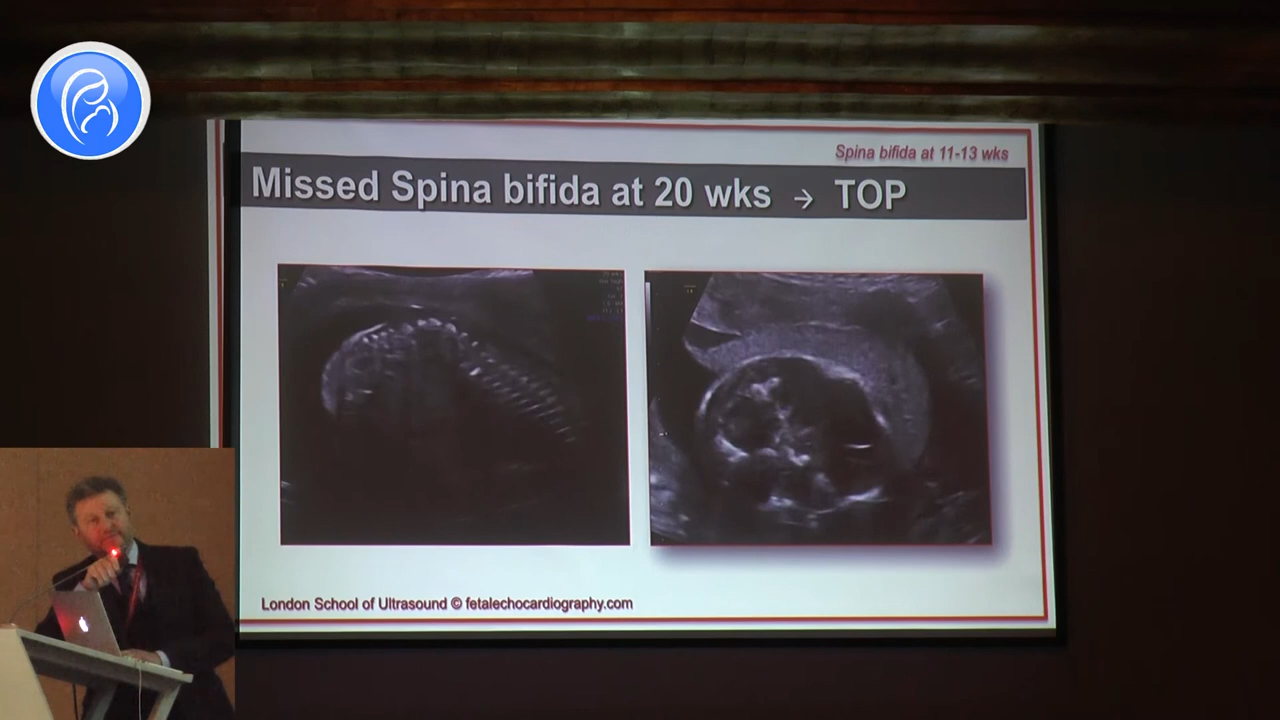 Spina bifida at 11-13 wks
Missed Spina bifida at 20 wks → TOP
London School of Ultrasound © fetalechocardiography.com